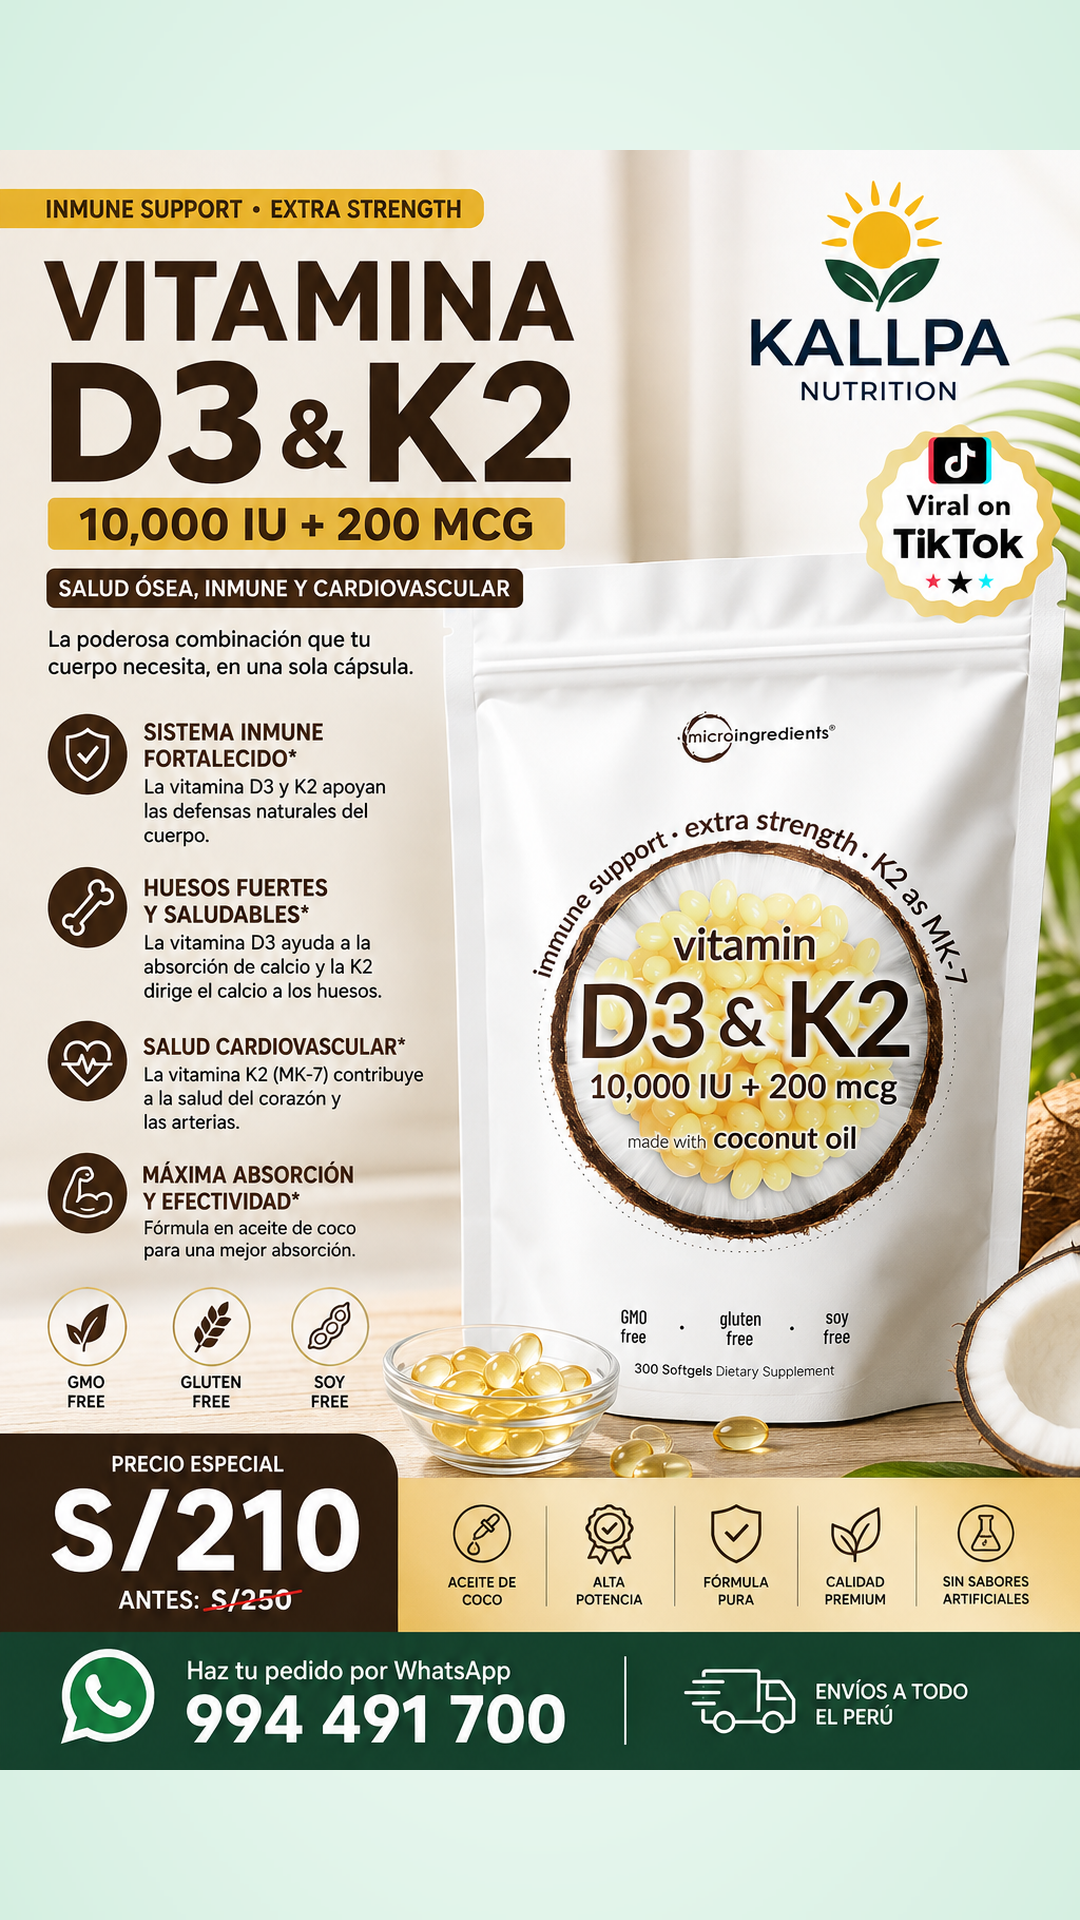 INMUNE SUPPORT • EXTRA STRENGTH
VITAMINA
D3 & K2
10,000 IU + 200 MCG
SALUD ÓSEA, INMUNE Y CARDIOVASCULAR
La poderosa combinación que tu
cuerpo necesita, en una sola cápsula.
SISTEMA INMUNE
FORTALECIDO*
La vitamina D3 y K2 apoyan
las defensas naturales del
cuerpo.
HUESOS FUERTES
Y SALUDABLES*
La vitamina D3 ayuda a la
absorción de calcio y la K2
dirige el calcio a los huesos.
SALUD CARDIOVASCULAR*
La vitamina K2 (MK-7) contribuye
a la salud del corazón y
las arterias.
MÁXIMA ABSORCIÓN
Y EFECTIVIDAD*
Fórmula en aceite de coco
para una mejor absorción.
GMO
FREE
GLUTEN
FREE
SOY
FREE
KALLPA
NUTRITION
Viral on
TikTok
microingredients®
immune support · extra strength · K2 as MK-7
vitamin
D3 & K2
10,000 IU + 200 mcg
made with coconut oil
GMO
free
·
gluten
free
·
soy
free
300 Softgels Dietary Supplement
PRECIO ESPECIAL
S/210
ANTES: S/250
ACEITE DE
COCO
ALTA
POTENCIA
FÓRMULA
PURA
CALIDAD
PREMIUM
SIN SABORES
ARTIFICIALES
Haz tu pedido por WhatsApp
994 491 700
ENVÍOS A TODO
EL PERÚ